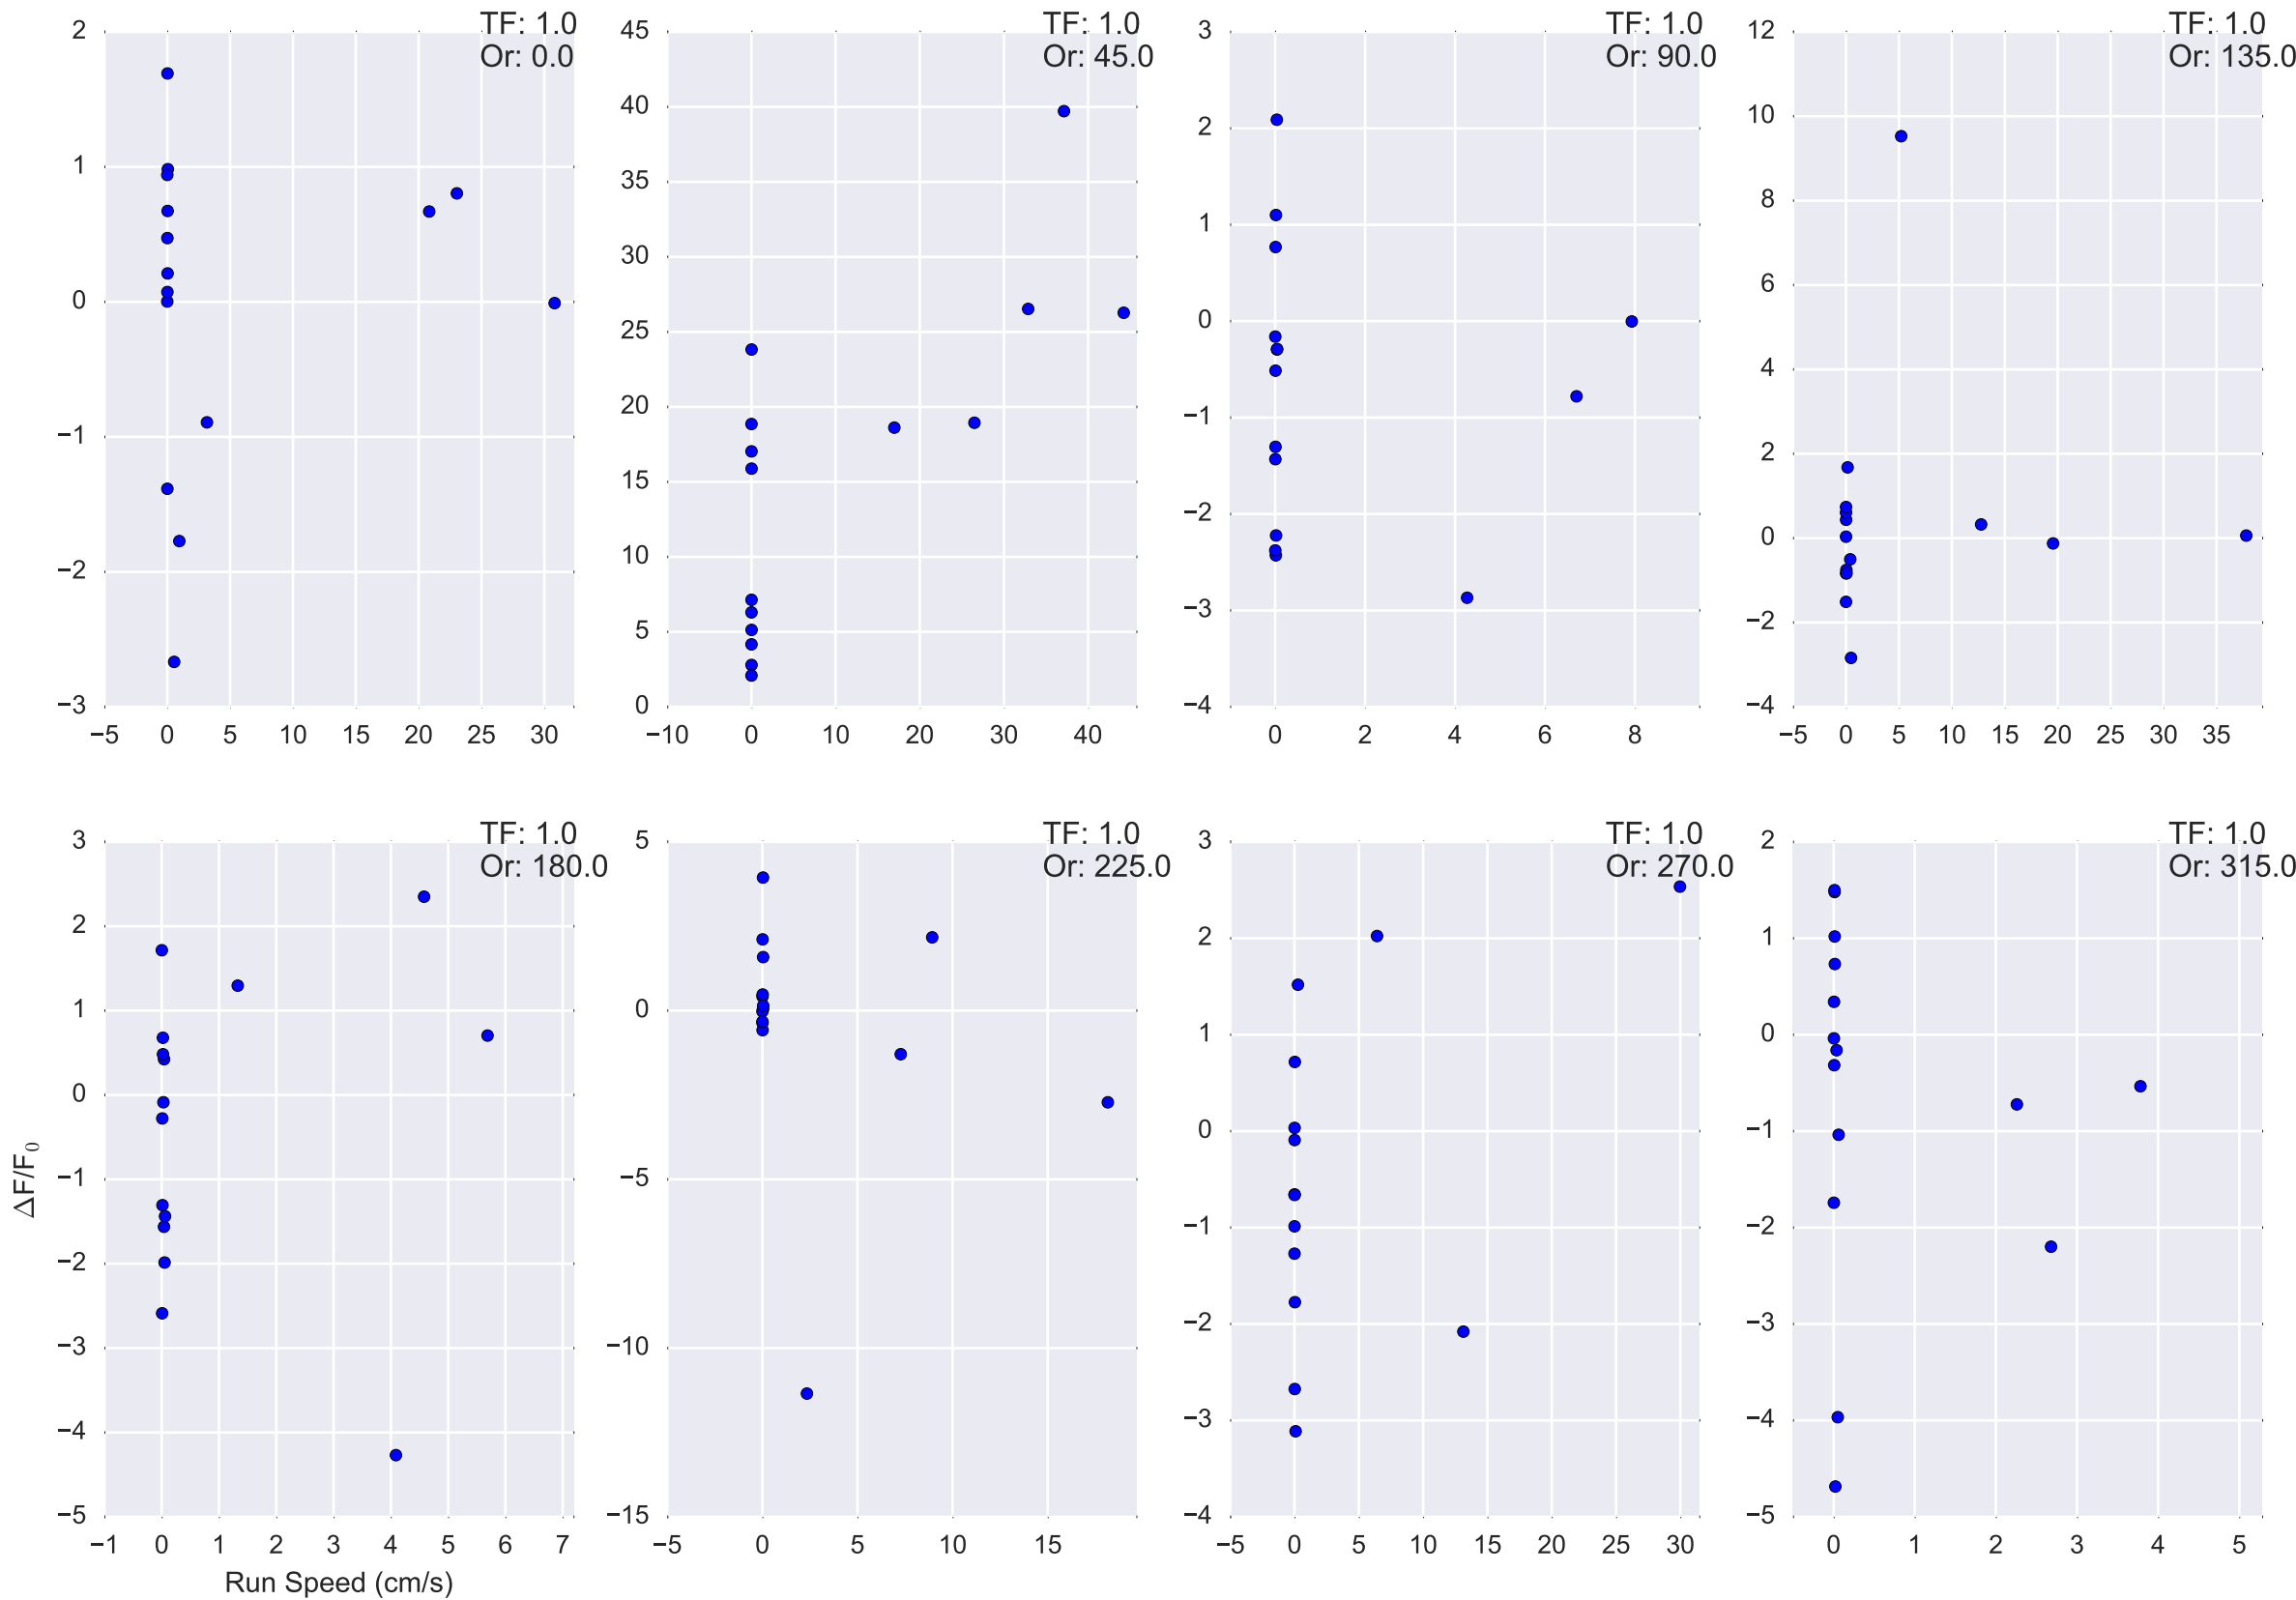 TF: 1.0
Or: 0.0
2
1
0
−1
−2
−3
−5 0 5 10 15 20 25 30
TF: 1.0
Or: 45.0
45
40
35
30
25
20
15
10
5
0
−10 0 10 20 30 40
TF: 1.0
Or: 90.0
3
2
1
0
−1
−2
−3
−4
0 2 4 6 8
TF: 1.0
Or: 135.0
12
10
8
6
4
2
0
−2
−4
−5 0 5 10 15 20 25 30 35
TF: 1.0
Or: 180.0
3
2
1
0
−1
−2
−3
−4
−5
ΔF/F₀
−1 0 1 2 3 4 5 6 7
Run Speed (cm/s)
TF: 1.0
Or: 225.0
5
0
−5
−10
−15
−5 0 5 10 15
TF: 1.0
Or: 270.0
3
2
1
0
−1
−2
−3
−4
−5 0 5 10 15 20 25 30
TF: 1.0
Or: 315.0
2
1
0
−1
−2
−3
−4
−5
0 1 2 3 4 5